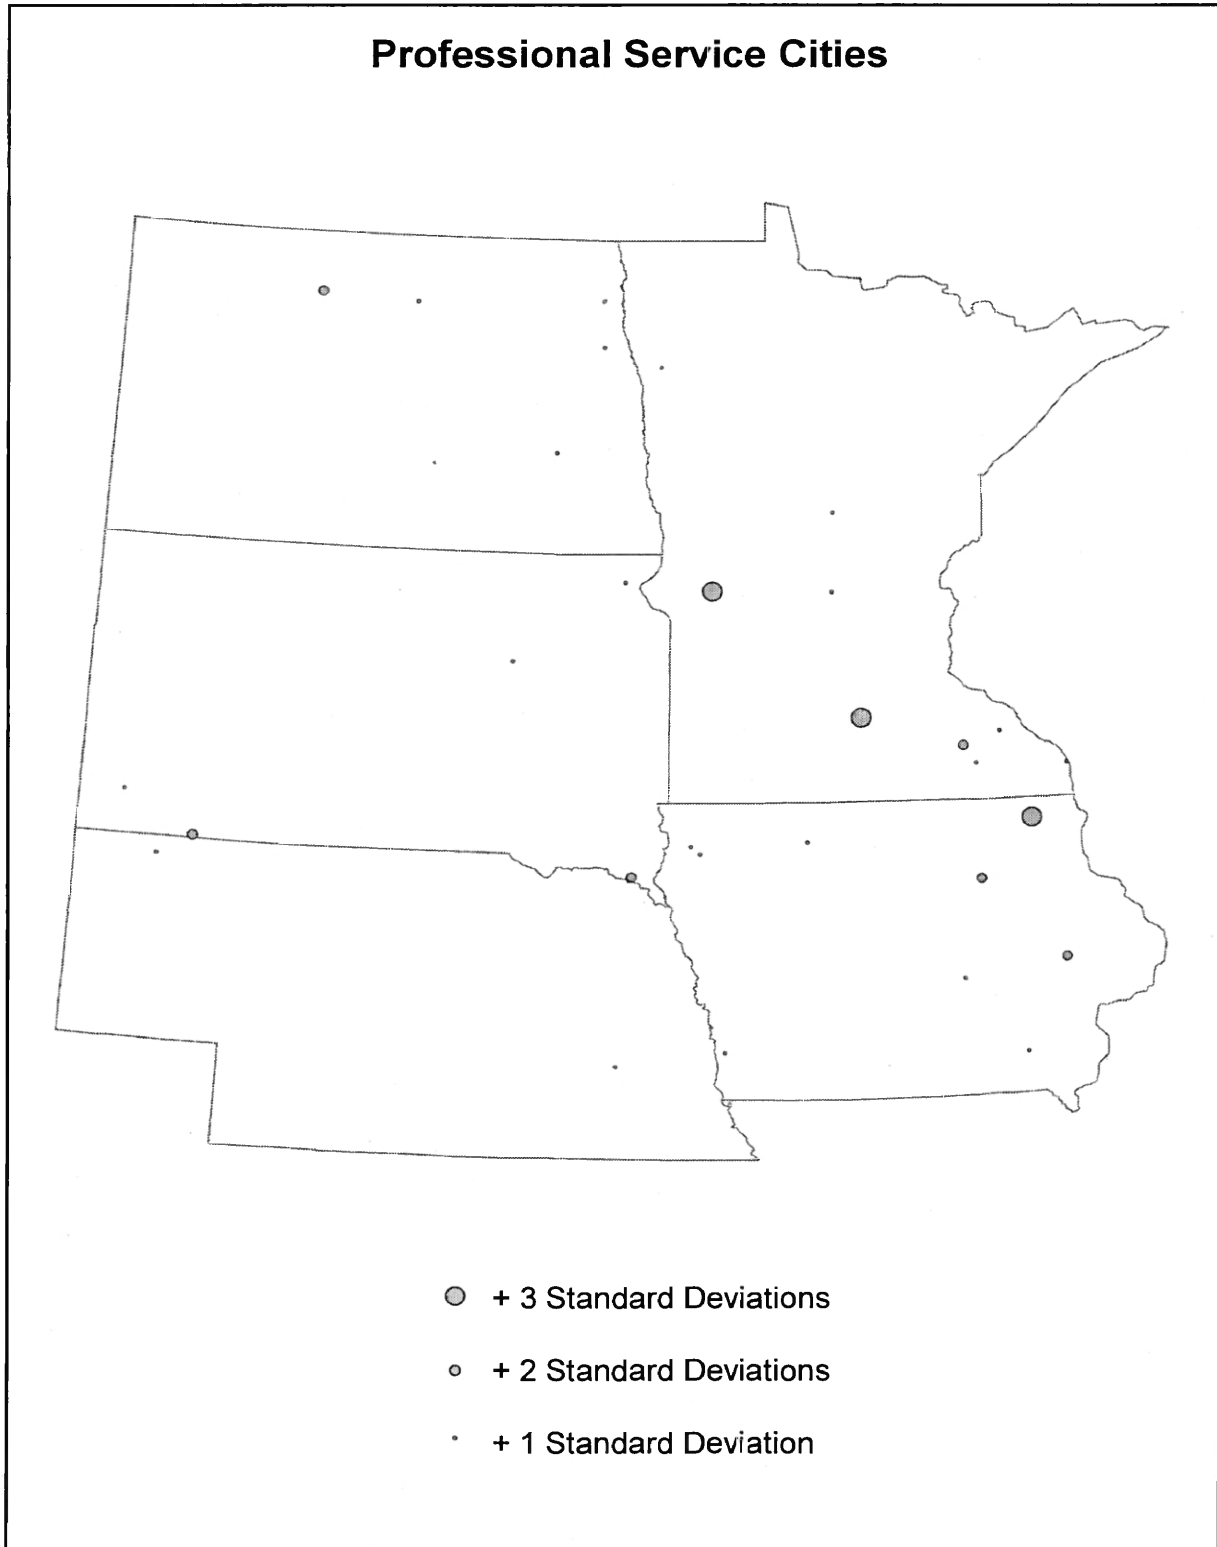 Professional Service Cities
+ 3 Standard Deviations
+ 2 Standard Deviations
+ 1 Standard Deviation